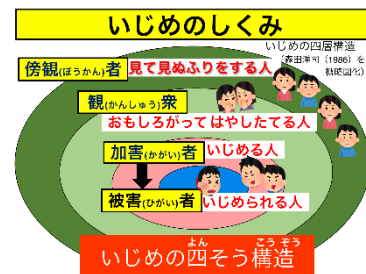 いじめのしくみ
いじめの四層構造
(森田洋司(1986)を
概略図化)
傍観(ぼうかん)者 見て見ぬふりをする人
観(かんしゅう)衆
おもしろがってはやしたてる人
加害(かがい)者 いじめる人
被害(ひがい)者 いじめられる人
いじめの四(よん)そう構造(こうぞう)